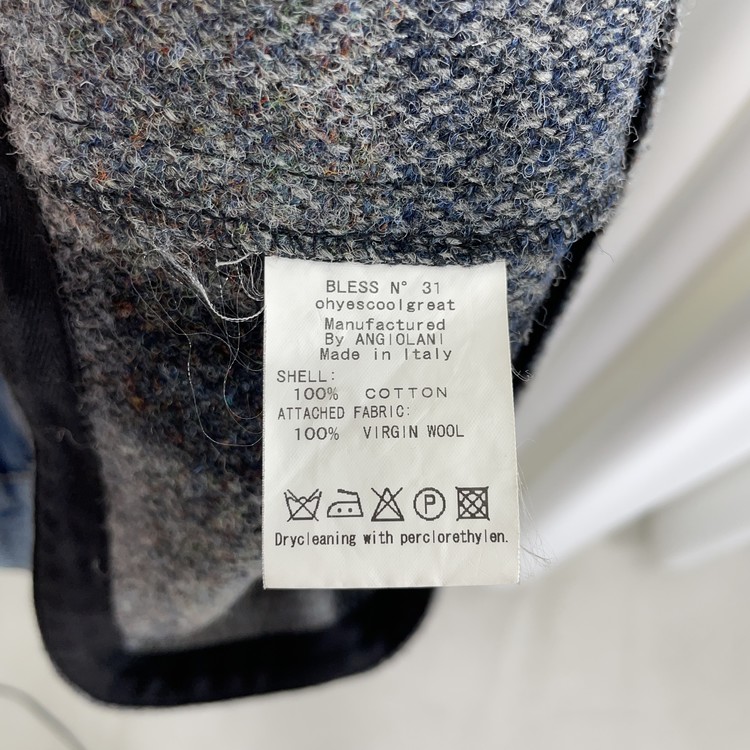 BLESS N° 31
ohyescoolgreat
Manufactured
By ANGIOLANI
Made in Italy
SHELL:
100% COTTON
ATTACHED FABRIC:
100% VIRGIN WOOL
P
Drycleaning with perclorethylen.